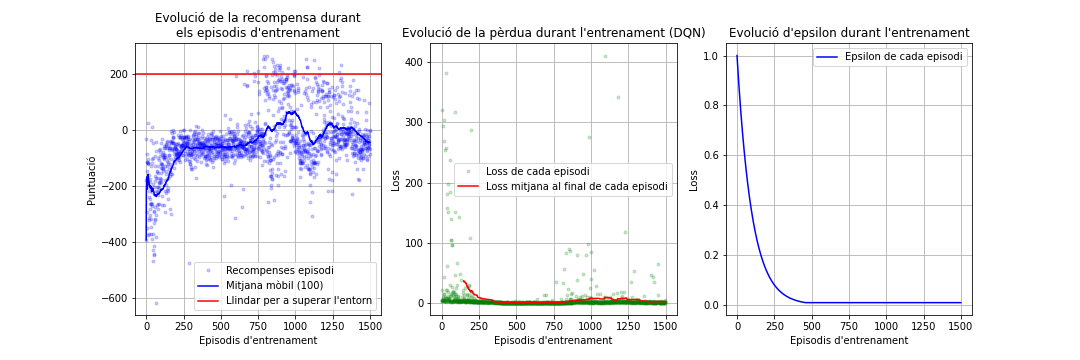 Evolució de la recompensa durant
els episodis d'entrenament
200
0
−200
−400
−600
Puntuació
Recompenses episodi
Mitjana mòbil (100)
Llindar per a superar l'entorn
0
250
500
750
1000
1250
1500
Episodis d'entrenament
Evolució de la pèrdua durant l'entrenament (DQN)
400
300
200
100
0
Loss
Loss de cada episodi
Loss mitjana al final de cada episodi
0
250
500
750
1000
1250
1500
Episodis d'entrenament
Evolució d'epsilon durant l'entrenament
1.0
0.8
0.6
0.4
0.2
0.0
Loss
Epsilon de cada episodi
0
250
500
750
1000
1250
1500
Episodis d'entrenament